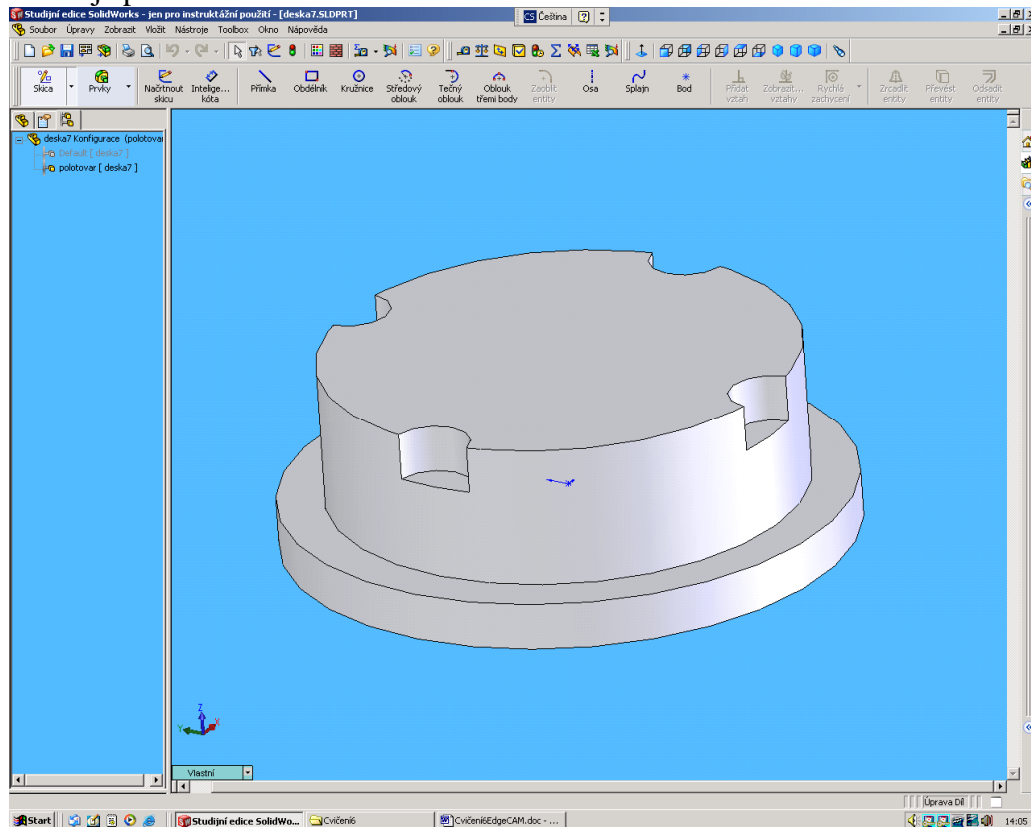 Studijní edice SolidWorks - jen pro instruktážní použití - [deska7.SLDPRT]
CS Čeština
Soubor Úpravy Zobrazit Vložit Nástroje Toolbox Okno Nápověda
Skica
Prvky
Načrtnout skicu
Intelige... kóta
Přímka
Obdélník
Kružnice
Středový oblouk
Tečný oblouk
Oblouk třemi body
Zaoblit entity
Osa
Splajn
Bod
Přidat vztah
Zobrazit... vztahy
Rychlá zachycení
Zrcadlit entity
Převést entity
Odsadit entity
deska7 Konfigurace (polotovar
Default [ deska7 ]
polotovar [ deska7 ]
Z
Y
X
Vlastní
Úprava Díl
Start
Studijní edice SolidWo...
Cvičení6
Cvičení6EdgeCAM.doc - ...
14:05